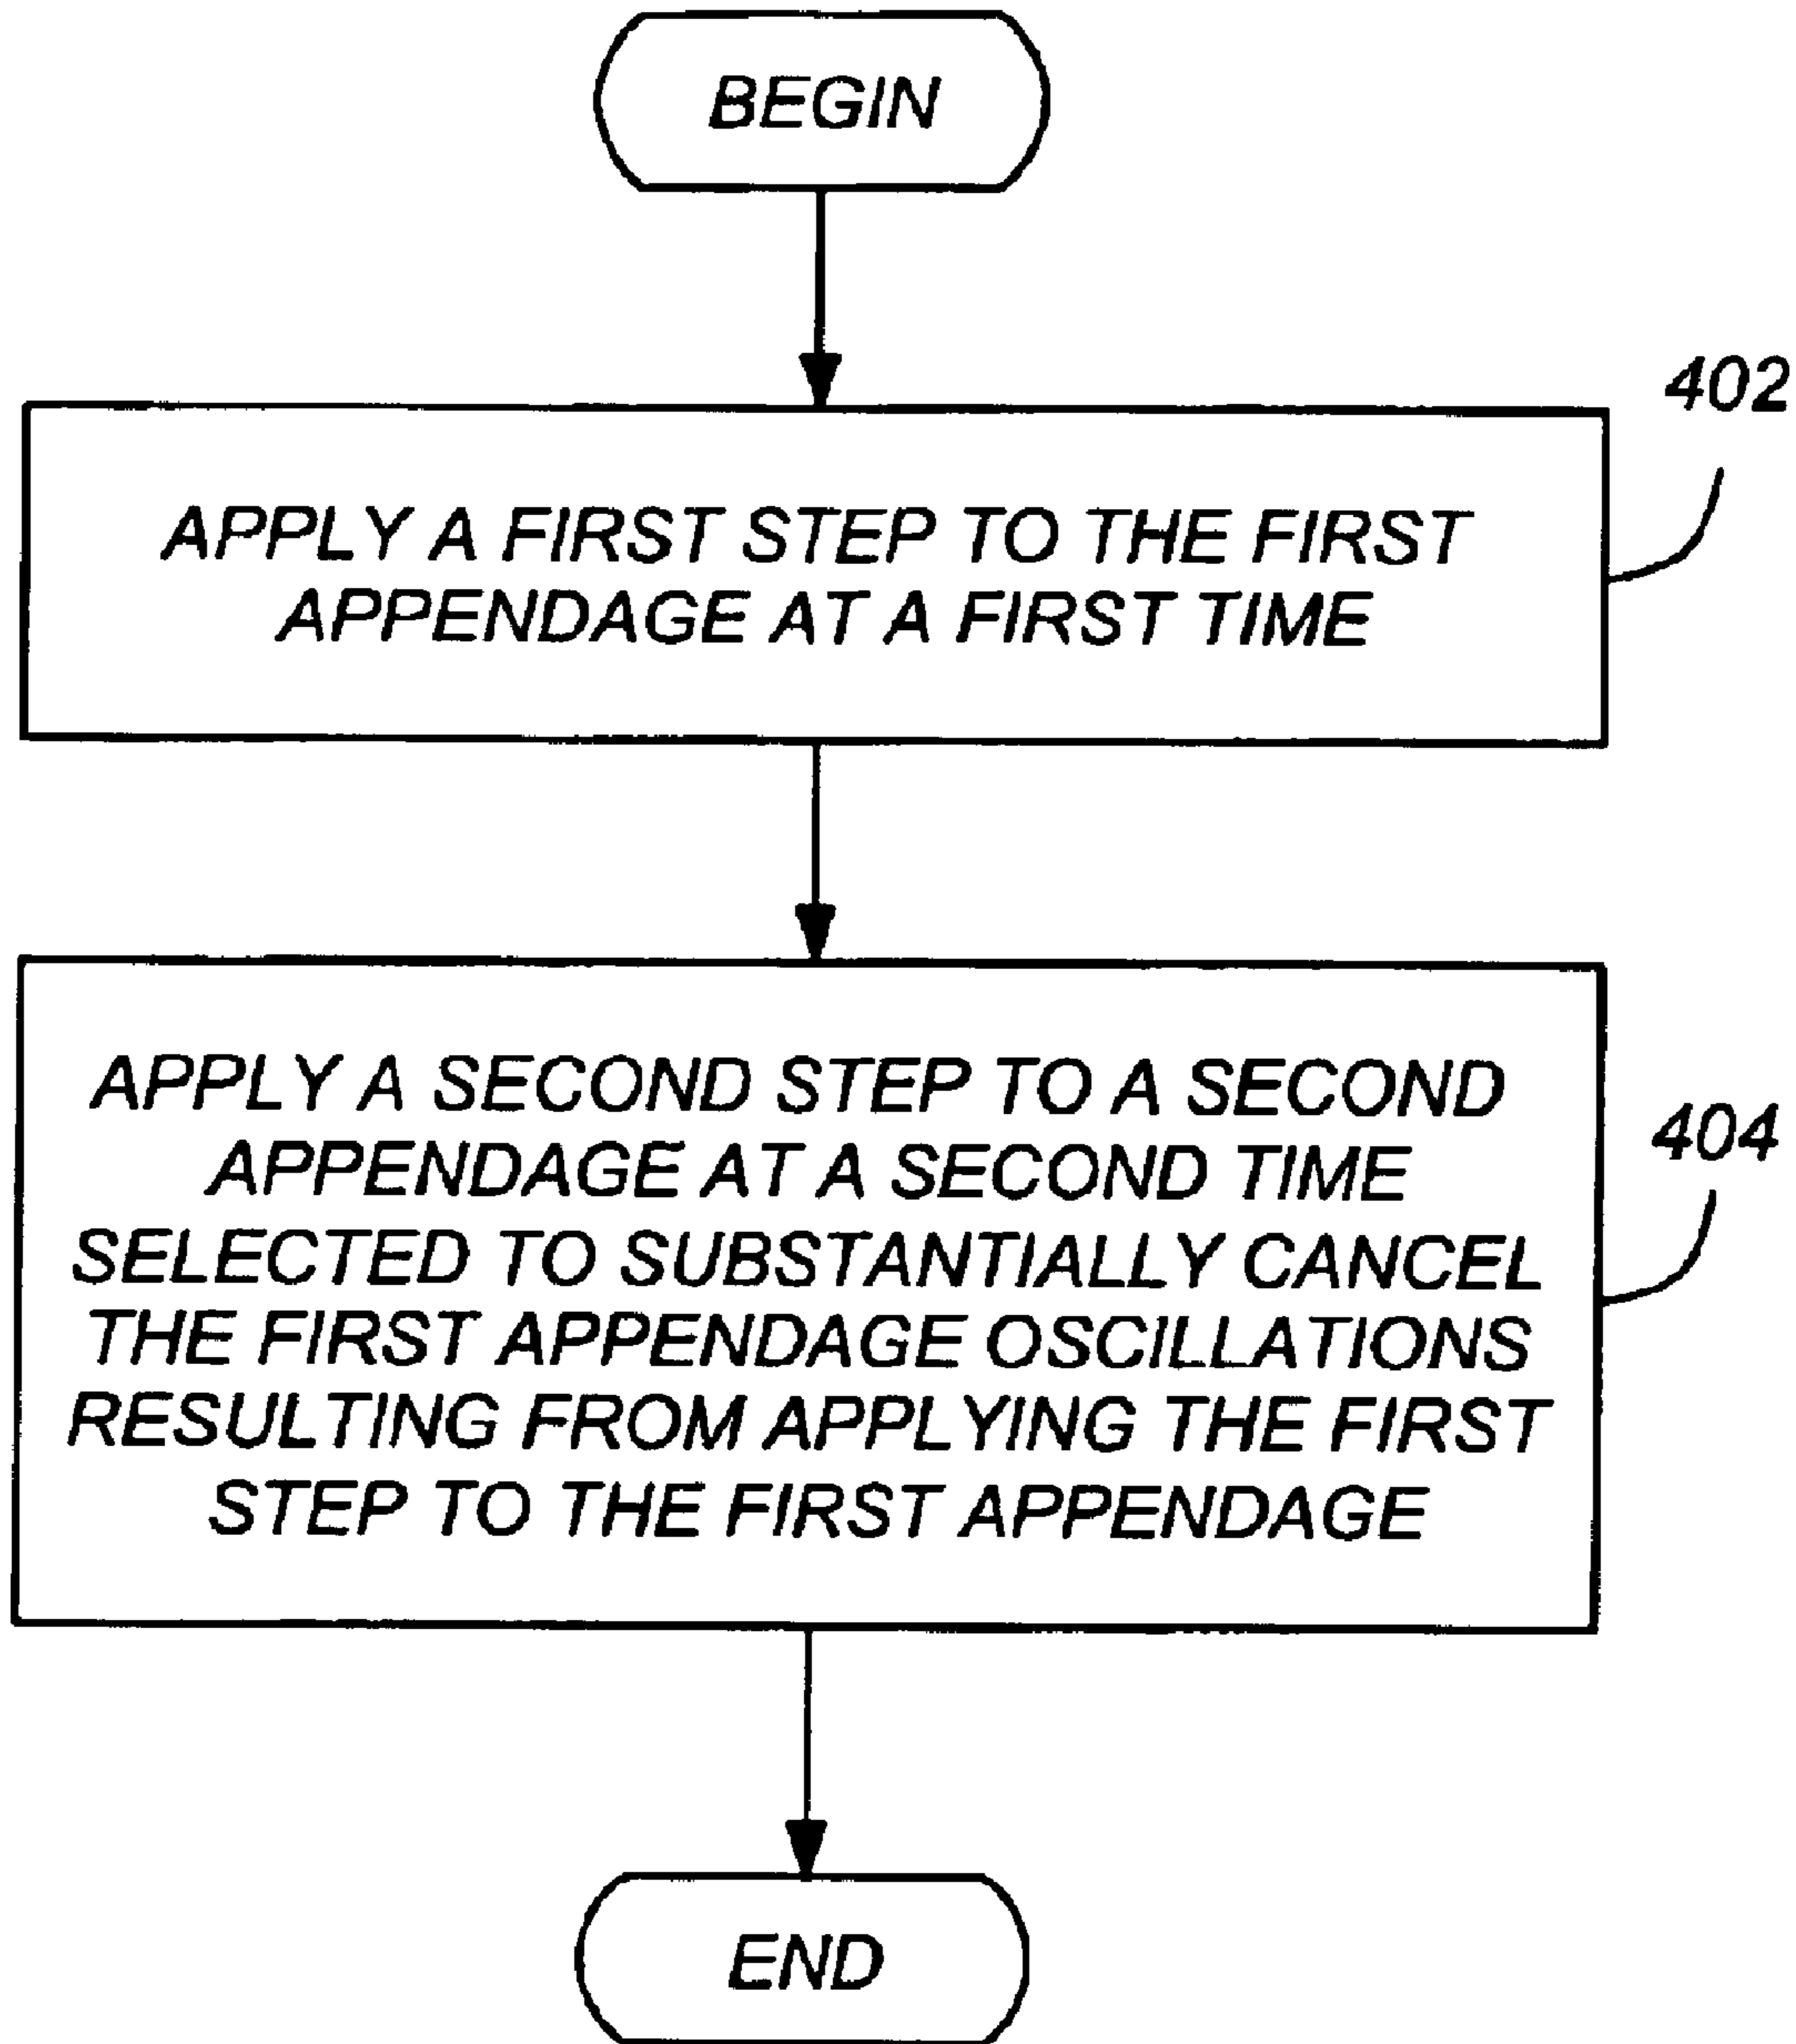 BEGIN
402
APPLY A FIRST STEP TO THE FIRST
APPENDAGE AT A FIRST TIME
APPLY A SECOND STEP TO A SECOND
APPENDAGE AT A SECOND TIME
SELECTED TO SUBSTANTIALLY CANCEL
THE FIRST APPENDAGE OSCILLATIONS
RESULTING FROM APPLYING THE FIRST
STEP TO THE FIRST APPENDAGE
404
END